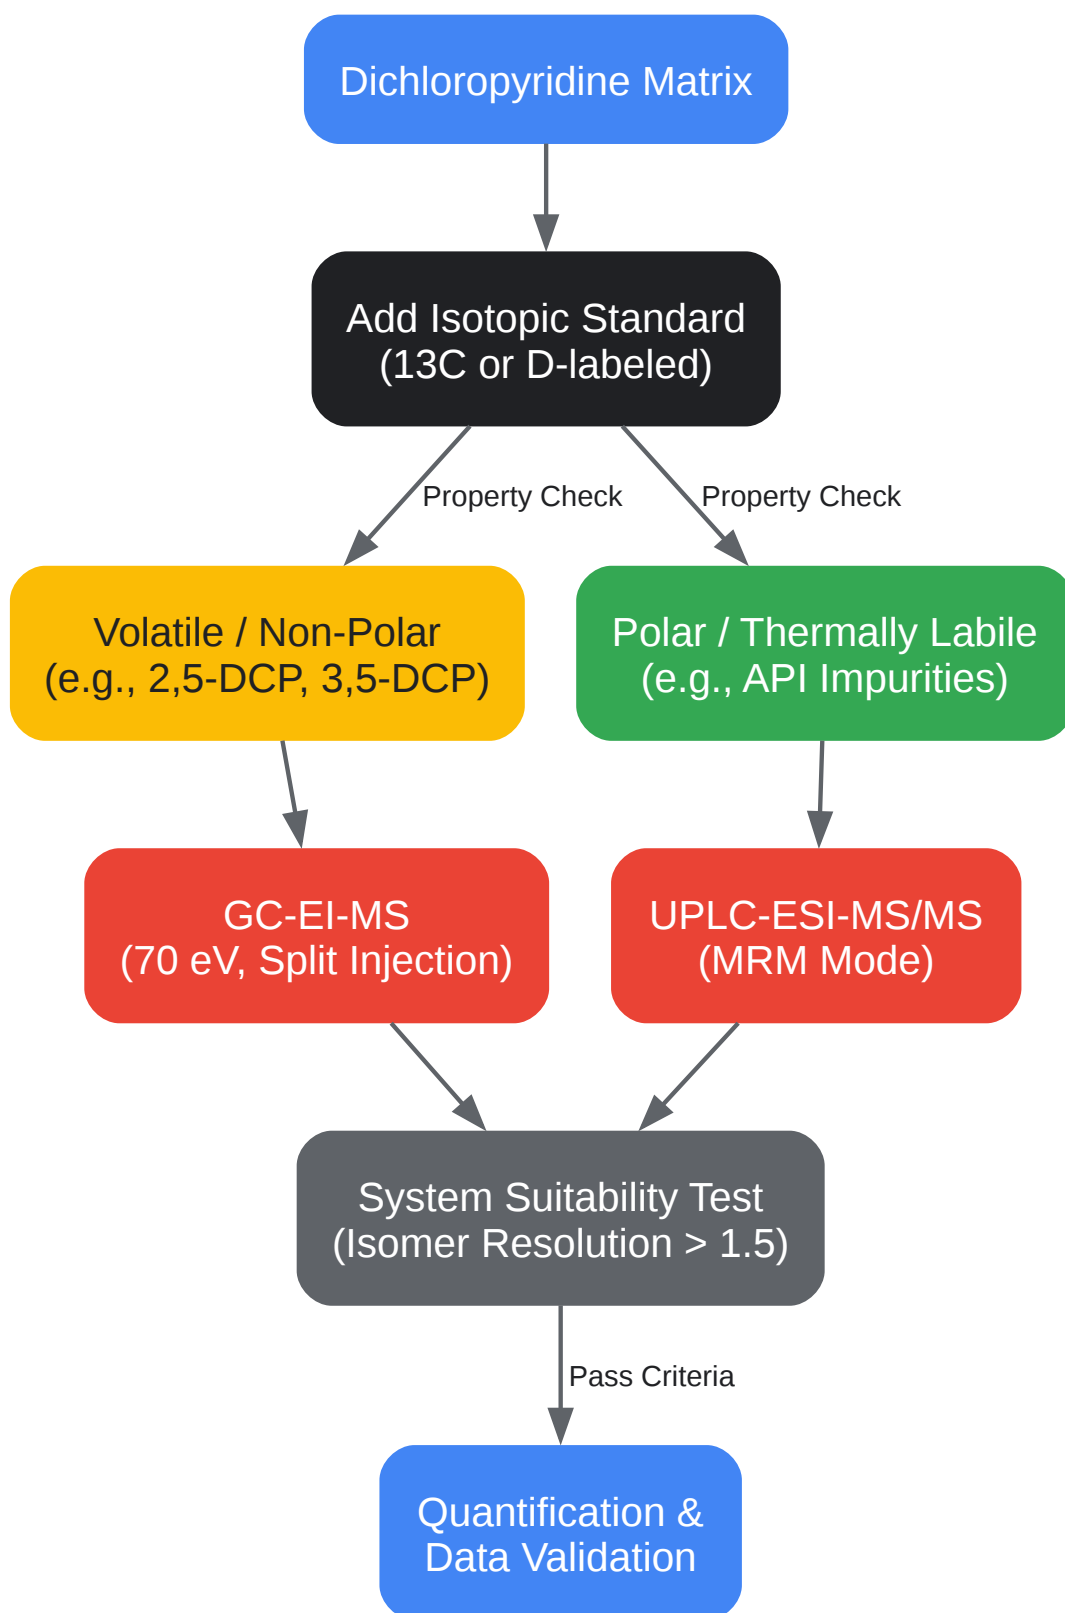 Dichloropyridine Matrix
Add Isotopic Standard
(13C or D-labeled)
Property Check
Property Check
Volatile / Non-Polar
(e.g., 2,5-DCP, 3,5-DCP)
Polar / Thermally Labile
(e.g., API Impurities)
GC-EI-MS
(70 eV, Split Injection)
UPLC-ESI-MS/MS
(MRM Mode)
System Suitability Test
(Isomer Resolution > 1.5)
Pass Criteria
Quantification &
Data Validation